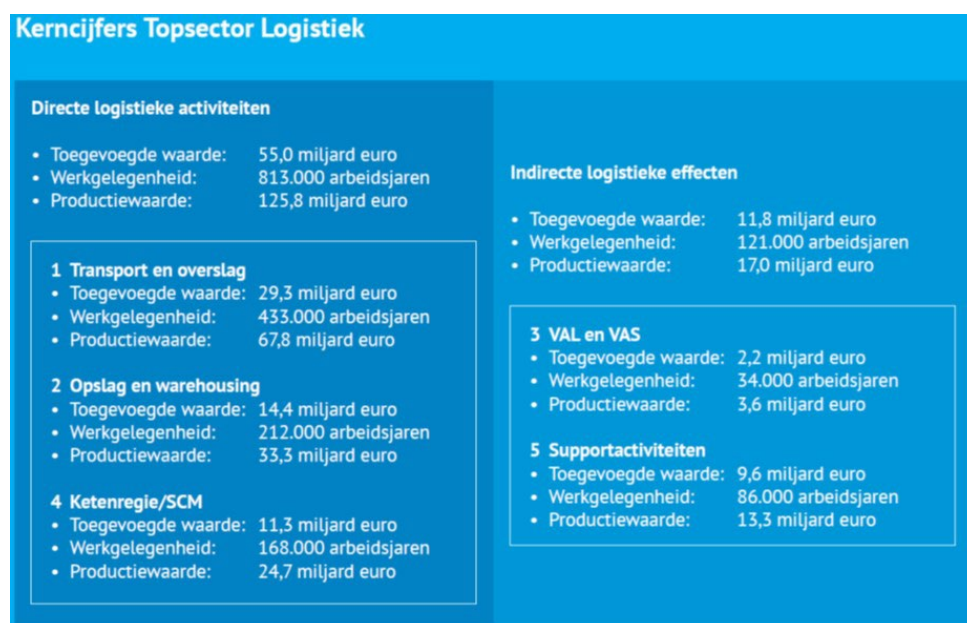 Kerncijfers Topsector Logistiek
Directe logistieke activiteiten
• Toegevoegde waarde: 55,0 miljard euro
• Werkgelegenheid: 813.000 arbeidsjaren
• Productiewaarde: 125,8 miljard euro
1 Transport en overslag
• Toegevoegde waarde: 29,3 miljard euro
• Werkgelegenheid: 433.000 arbeidsjaren
• Productiewaarde: 67,8 miljard euro
2 Opslag en warehousing
• Toegevoegde waarde: 14,4 miljard euro
• Werkgelegenheid: 212.000 arbeidsjaren
• Productiewaarde: 33,3 miljard euro
4 Ketenregie/SCM
• Toegevoegde waarde: 11,3 miljard euro
• Werkgelegenheid: 168.000 arbeidsjaren
• Productiewaarde: 24,7 miljard euro
Indirecte logistieke effecten
• Toegevoegde waarde: 11,8 miljard euro
• Werkgelegenheid: 121.000 arbeidsjaren
• Productiewaarde: 17,0 miljard euro
3 VAL en VAS
• Toegevoegde waarde: 2,2 miljard euro
• Werkgelegenheid: 34.000 arbeidsjaren
• Productiewaarde: 3,6 miljard euro
5 Supportactiviteiten
• Toegevoegde waarde: 9,6 miljard euro
• Werkgelegenheid: 86.000 arbeidsjaren
• Productiewaarde: 13,3 miljard euro